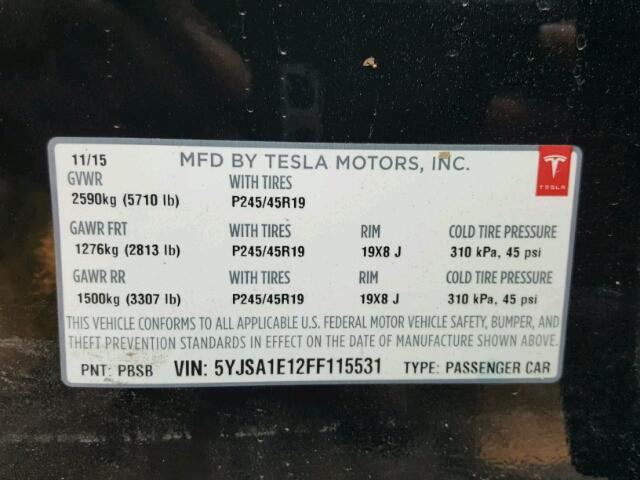 11/15 MFD BY TESLA MOTORS, INC.
TESLA
GVWR WITH TIRES
2590kg (5710 lb) P245/45R19
GAWR FRT WITH TIRES RIM COLD TIRE PRESSURE
1276kg (2813 lb) P245/45R19 19X8 J 310 kPa, 45 psi
GAWR RR WITH TIRES RIM COLD TIRE PRESSURE
1500kg (3307 lb) P245/45R19 19X8 J 310 kPa, 45 psi
THIS VEHICLE CONFORMS TO ALL APPLICABLE U.S. FEDERAL MOTOR VEHICLE SAFETY, BUMPER, AND
THEFT PREVENTION STANDARDS IN EFFECT ON THE DATE OF MANUFACTURE SHOWN ABOVE.
PNT: PBSB VIN: 5YJSA1E12FF115531 TYPE: PASSENGER CAR